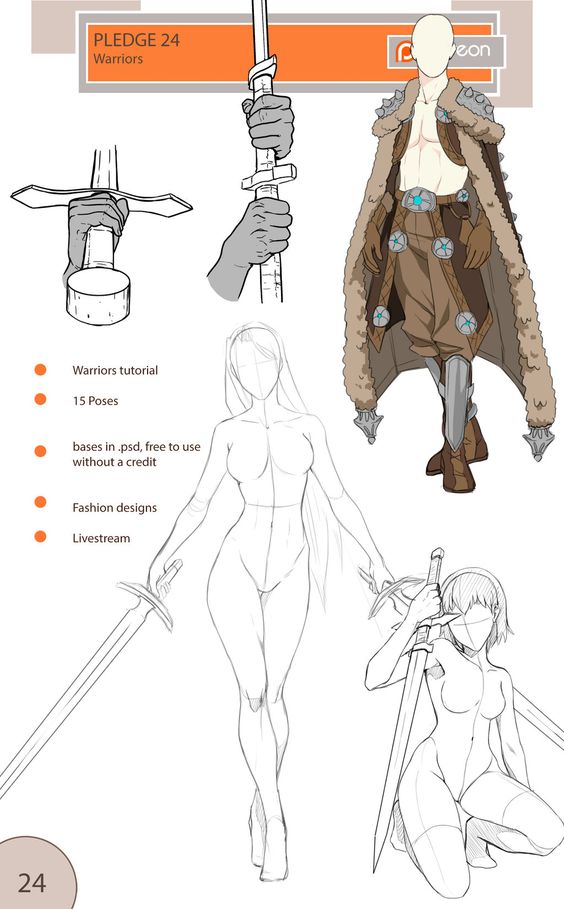 PLEDGE 24
Warriors
eon
Warriors tutorial
15 Poses
bases in .psd, free to use
without a credit
Fashion designs
Livestream
24